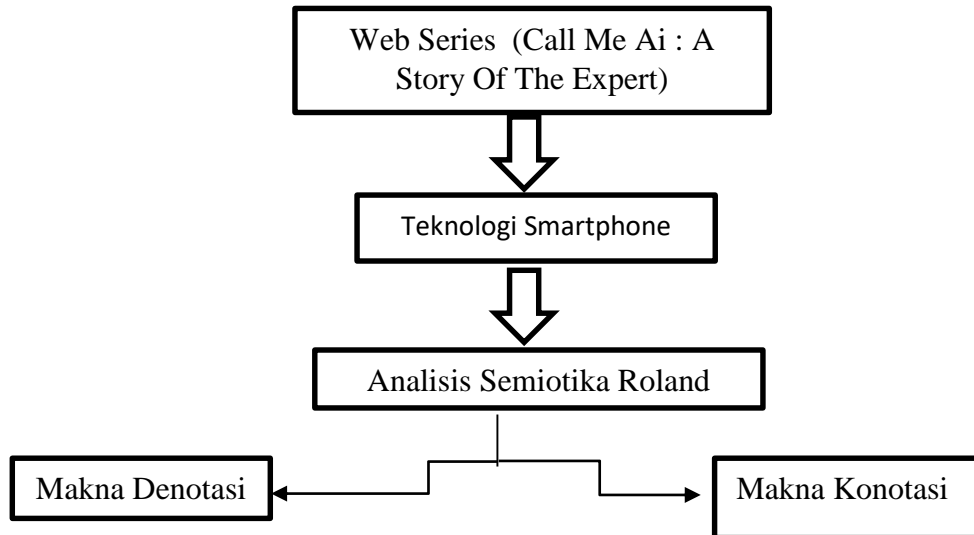 Web Series (Call Me Ai : A
Story Of The Expert)
Teknologi Smartphone
Analisis Semiotika Roland
Makna Denotasi
Makna Konotasi